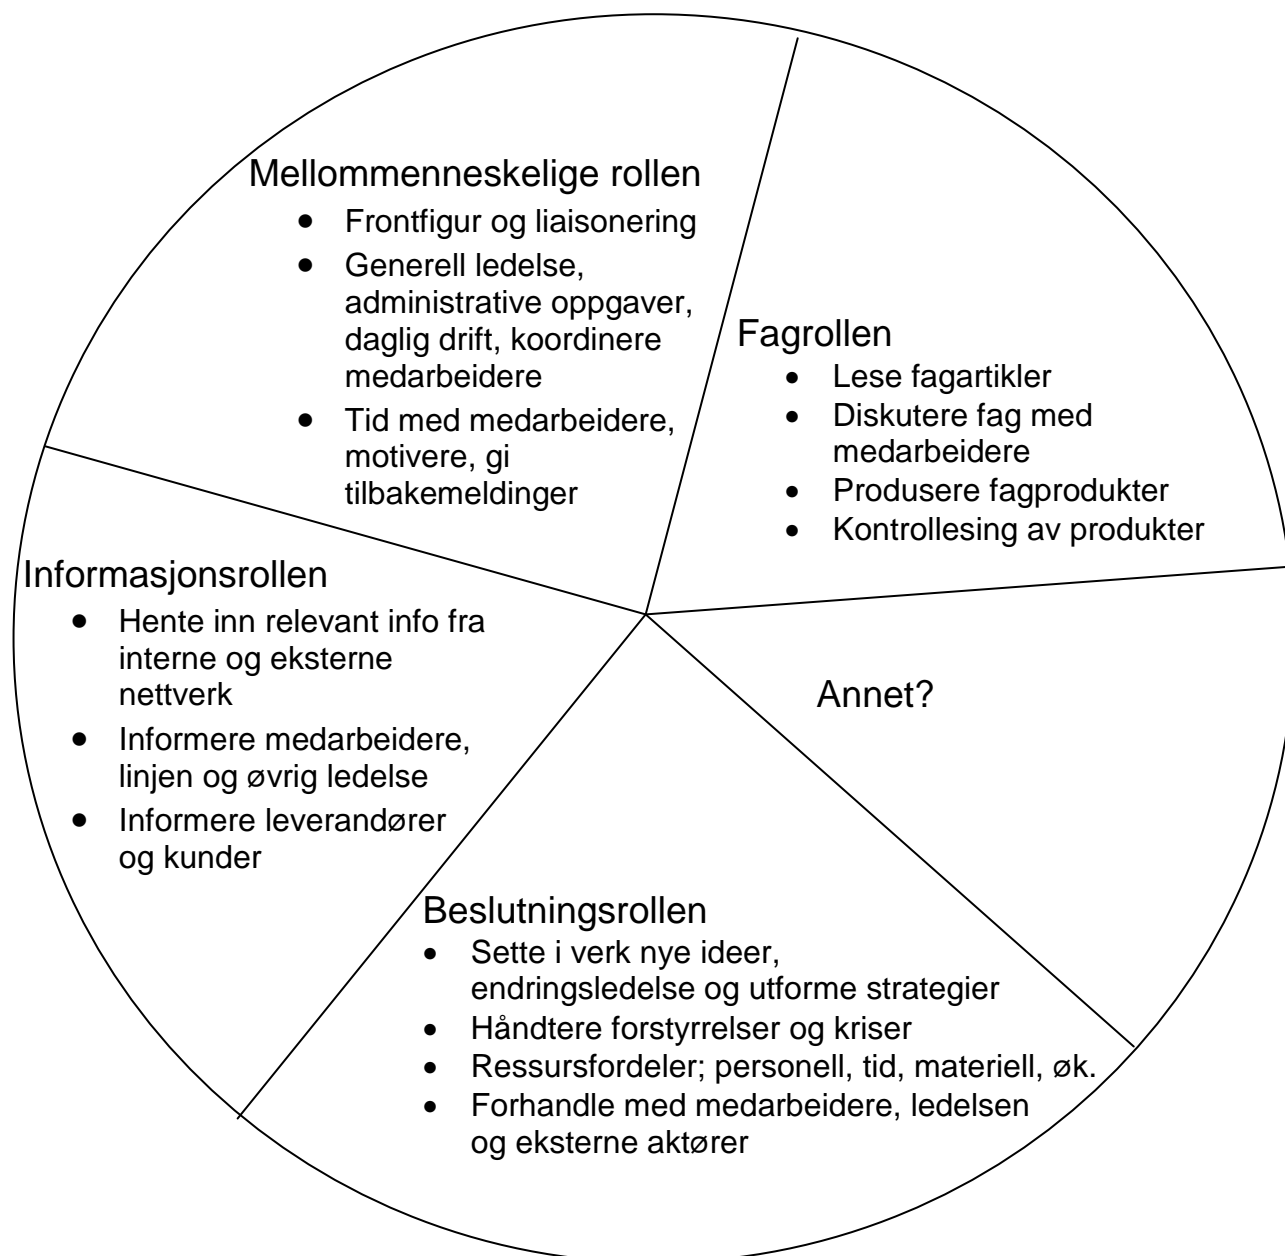 Mellommenneskelige rollen
• Frontfigur og liaisonering
• Generell ledelse,
administrative oppgaver,
daglig drift, koordinere
medarbeidere
• Tid med medarbeidere,
motivere, gi
tilbakemeldinger
Fagrollen
• Lese fagartikler
• Diskutere fag med
medarbeidere
• Produsere fagprodukter
• Kontrollesing av produkter
Informasjonsrollen
• Hente inn relevant info fra
interne og eksterne
nettverk
• Informere medarbeidere,
linjen og øvrig ledelse
• Informere leverandører
og kunder
Annet?
Beslutningsrollen
• Sette i verk nye ideer,
endringsledelse og utforme strategier
• Håndtere forstyrrelser og kriser
• Ressursfordeler; personell, tid, materiell, øk.
• Forhandle med medarbeidere, ledelsen
og eksterne aktører